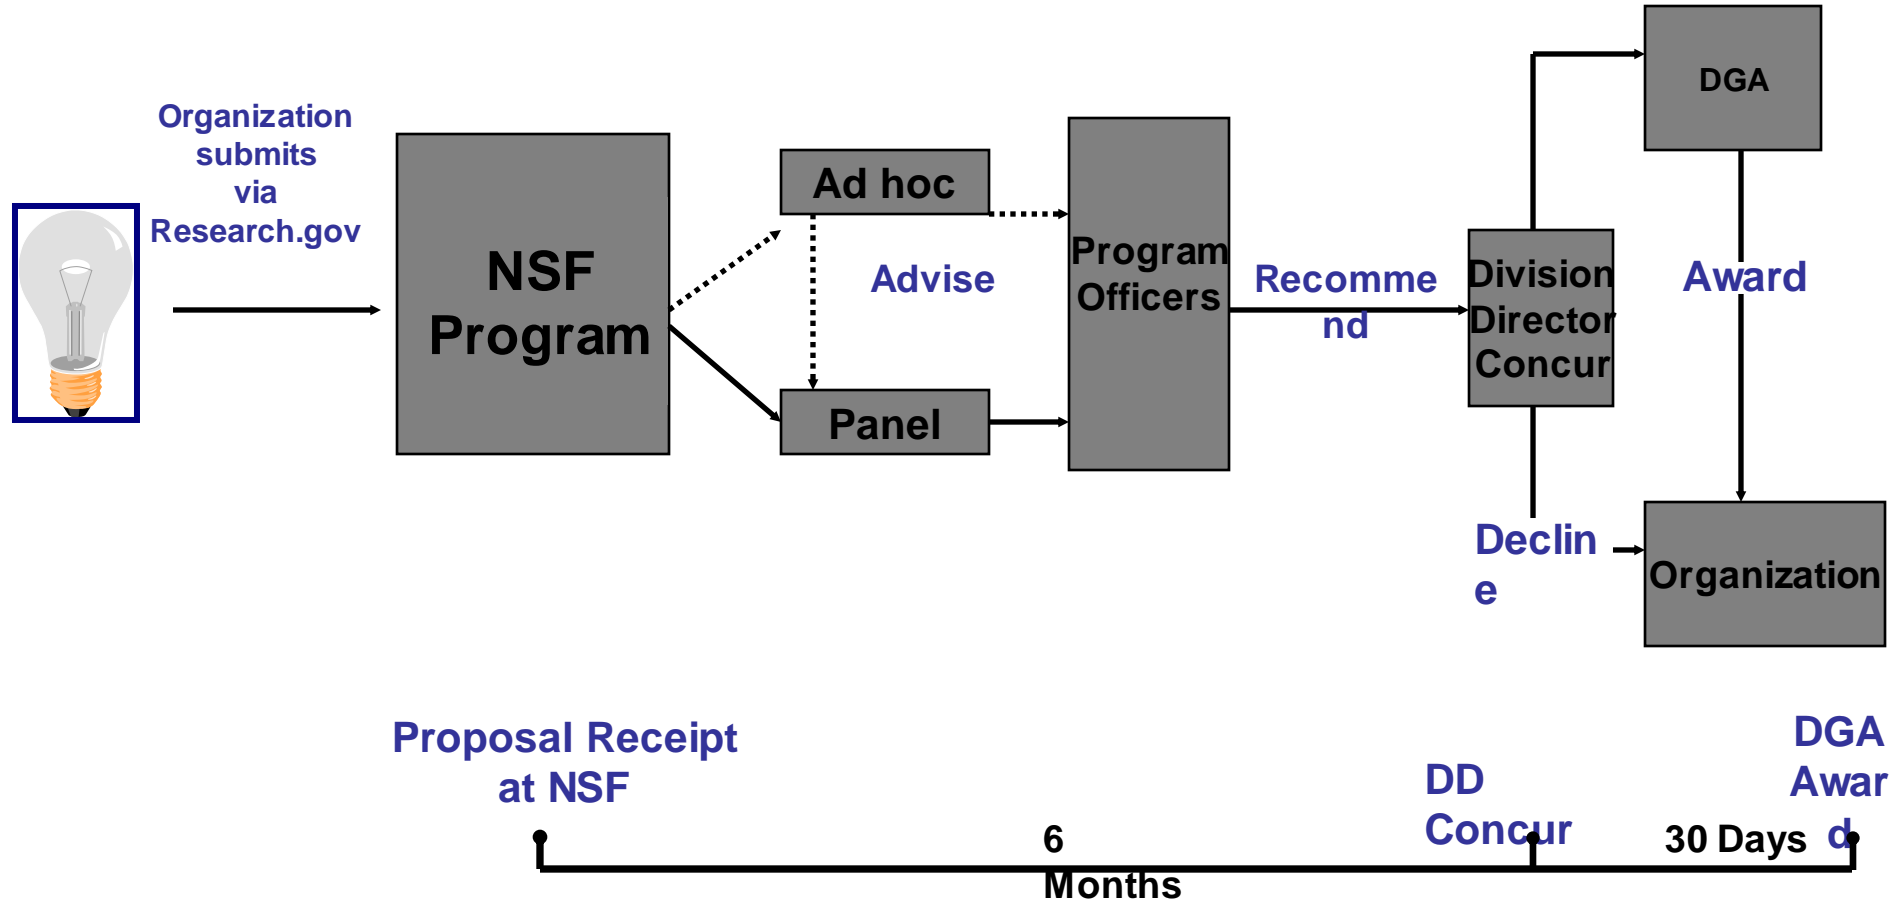 Organization
submits
via
Research.gov
NSF
Program
Ad hoc
Advise
Panel
Program
Officers
Recomme
nd
Division
Director
Concur
DGA
Award
Declin
e
Organization
Proposal Receipt
at NSF
6
Months
DD
Concur
30 Days
DGA
Awar
d